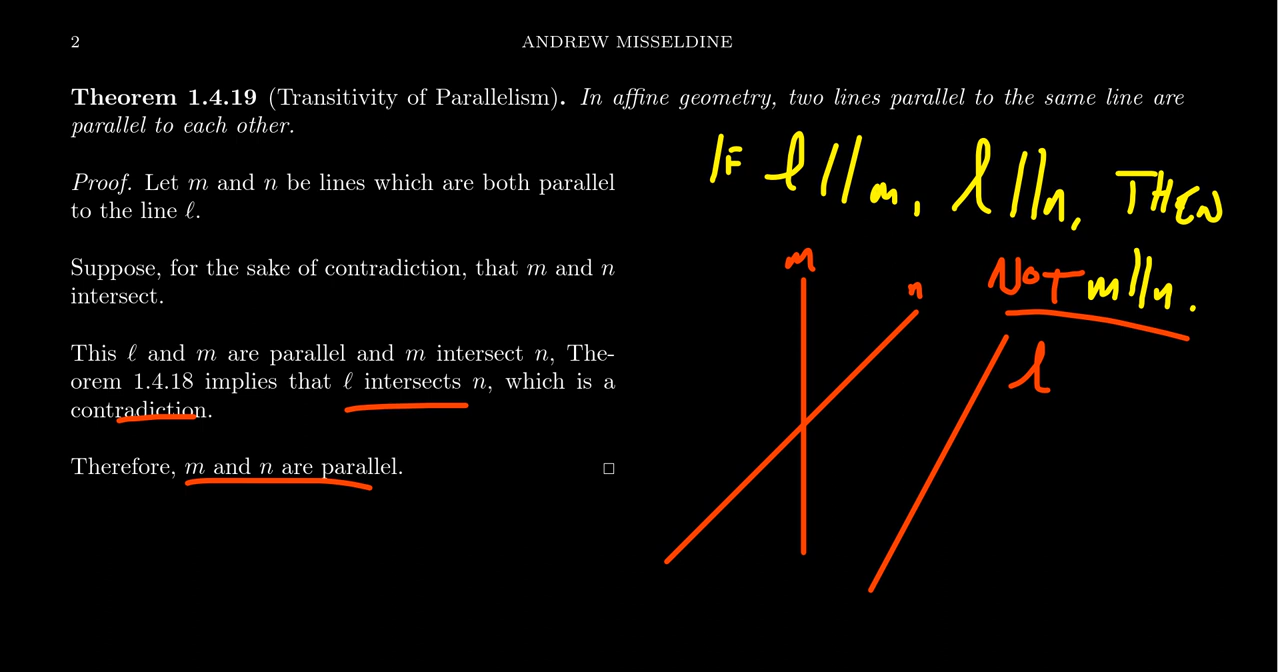 2 ANDREW MISSELDINE
Theorem 1.4.19 (Transitivity of Parallelism). In affine geometry, two lines parallel to the same line are
parallel to each other.
Proof. Let m and n be lines which are both parallel
to the line ℓ.
Suppose, for the sake of contradiction, that m and n
intersect.
This ℓ and m are parallel and m intersect n, The-
orem 1.4.18 implies that ℓ intersects n, which is a
contradiction.
Therefore, m and n are parallel. □
IF ℓ // m, ℓ // n, THEN
NOT m // n.
m
n
ℓ